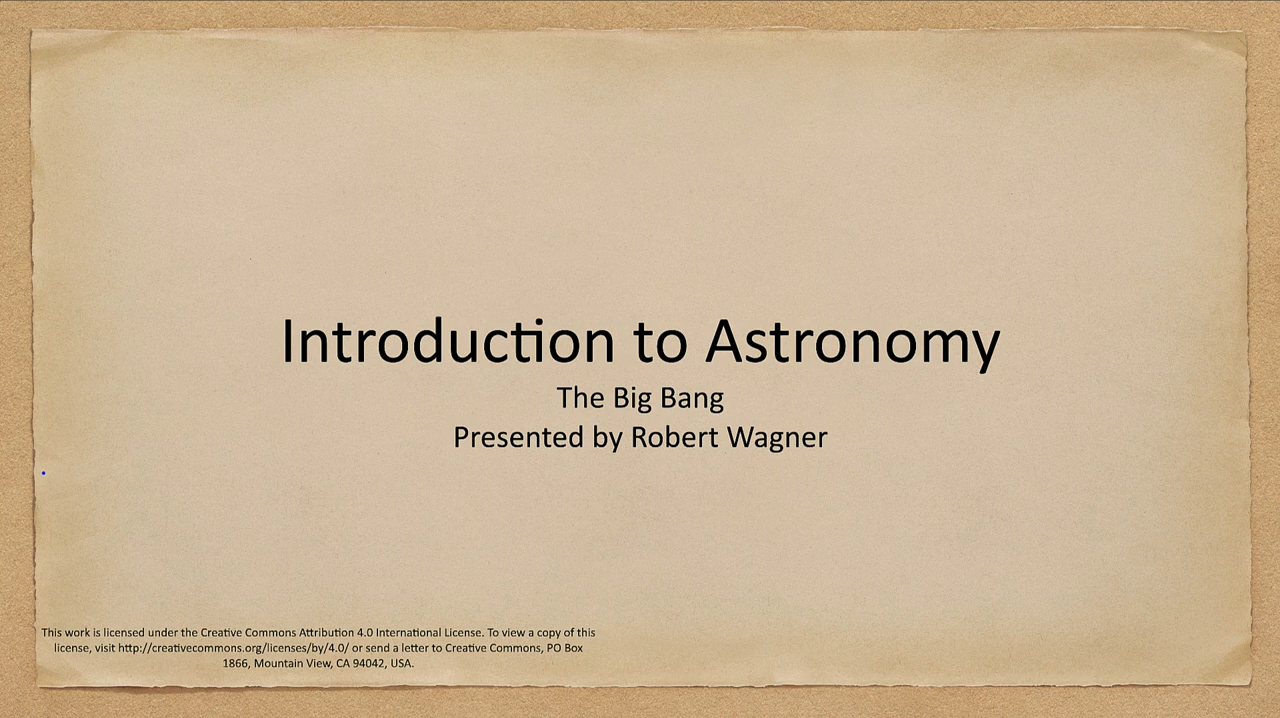 Introduction to Astronomy
The Big Bang
Presented by Robert Wagner
This work is licensed under the Creative Commons Attribution 4.0 International License. To view a copy of this
license, visit http://creativecommons.org/licenses/by/4.0/ or send a letter to Creative Commons, PO Box
1866, Mountain View, CA 94042, USA.